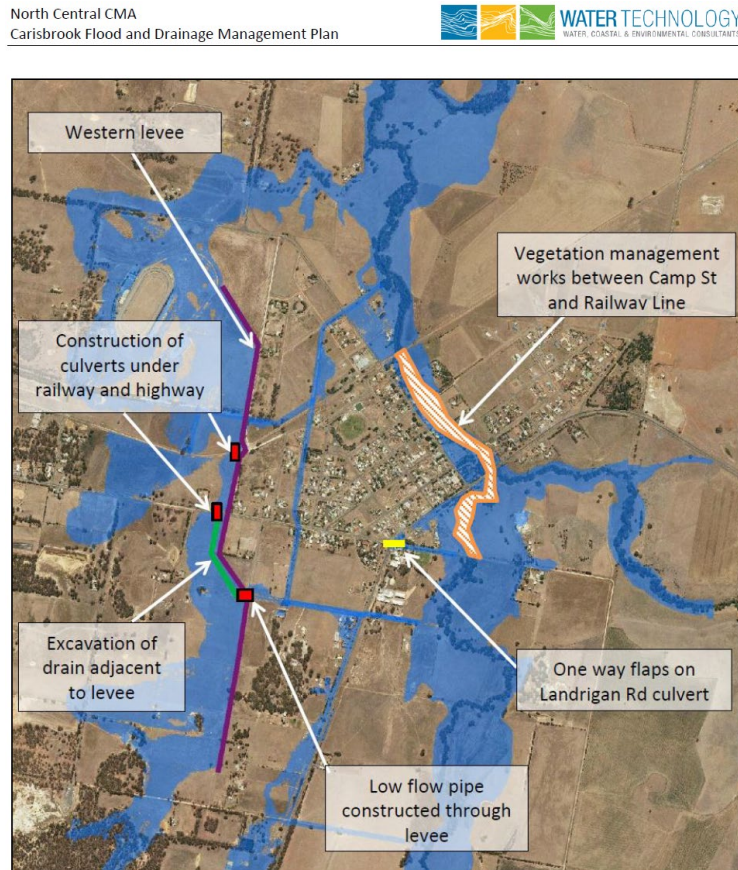 North Central CMA
Carisbrook Flood and Drainage Management Plan
WATER TECHNOLOGY
WATER, COASTAL & ENVIRONMENTAL CONSULTANTS
Western levee
Vegetation management
works between Camp St
and Railway Line
Construction of
culverts under
railway and highway
Excavation of
drain adjacent
to levee
One way flaps on
Landrigan Rd culvert
Low flow pipe
constructed through
levee